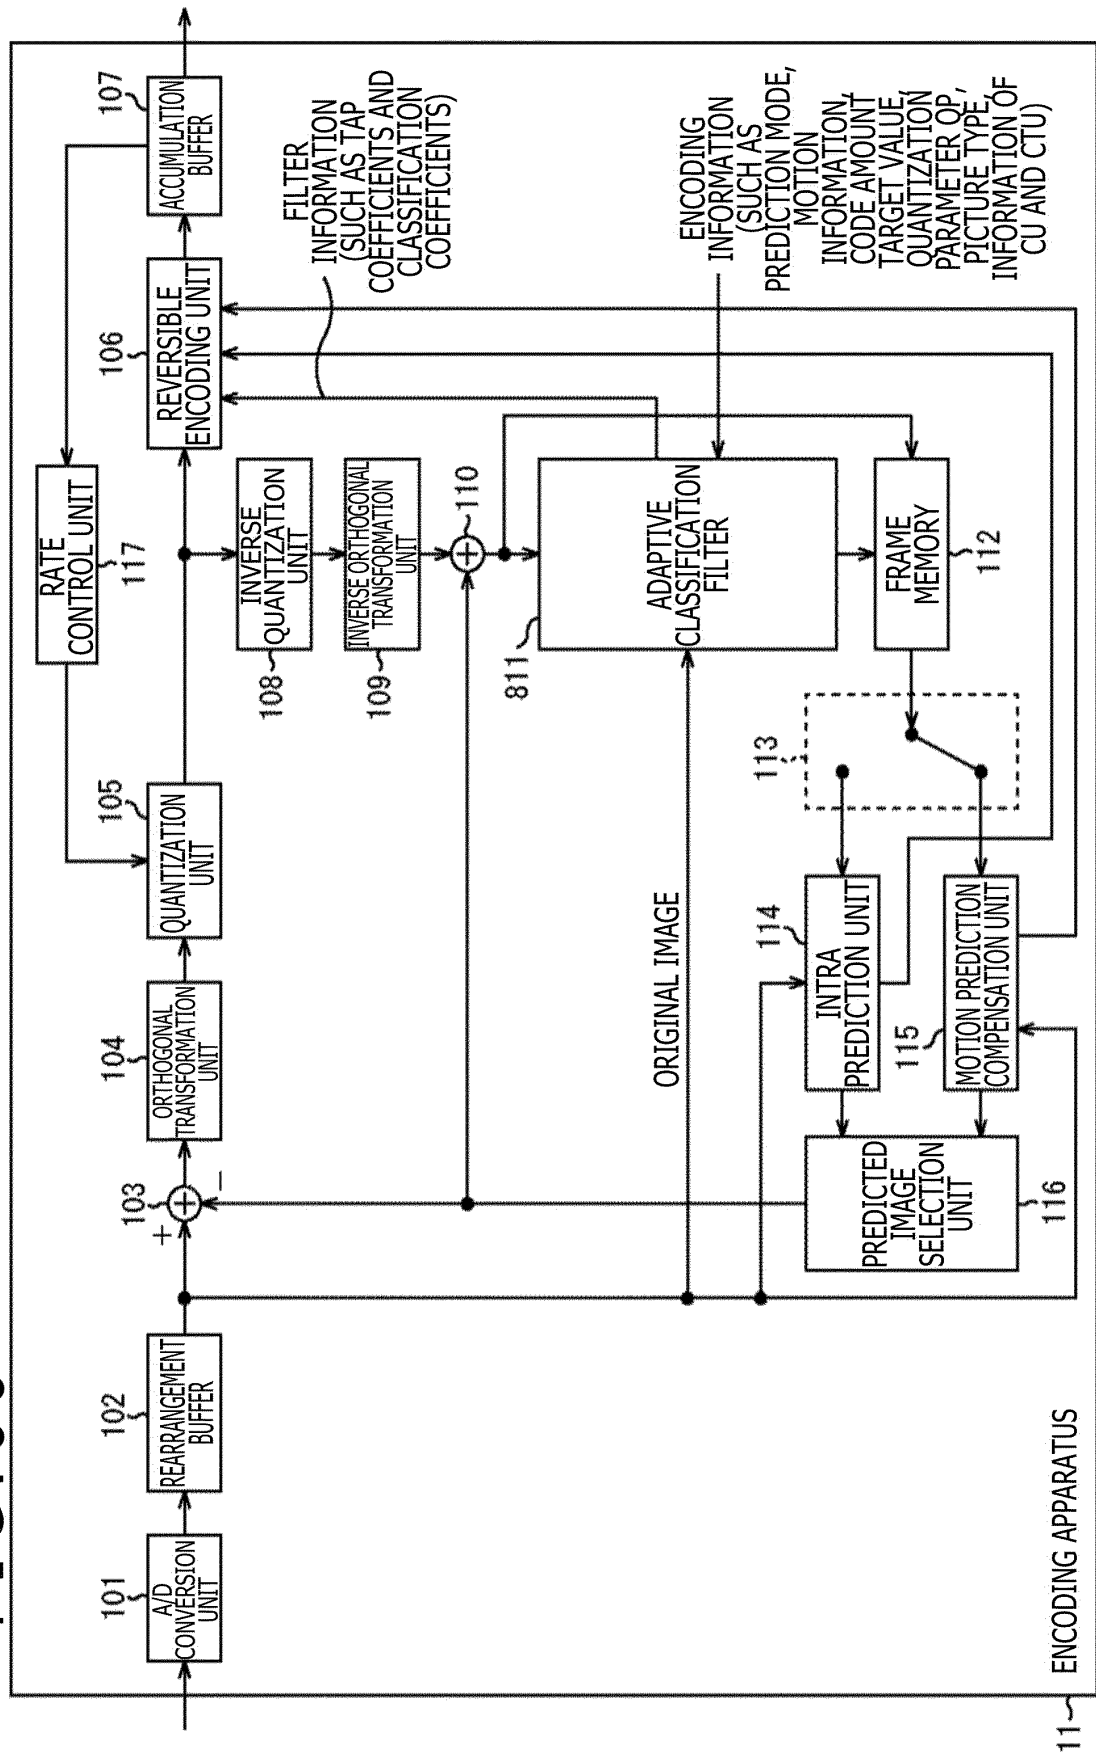 101
A/D
CONVERSION
UNIT
102
REARRANGEMENT
BUFFER
103
+
−
104
ORTHOGONAL
TRANSFORMATION
UNIT
105
QUANTIZATION
UNIT
RATE
CONTROL UNIT
117
106
REVERSIBLE
ENCODING UNIT
107
ACCUMULATION
BUFFER
108
INVERSE
QUANTIZATION
UNIT
109
INVERSE ORTHOGONAL
TRANSFORMATION
UNIT
110
FILTER
INFORMATION
(SUCH AS TAP
COEFFICIENTS AND
CLASSIFICATION
COEFFICIENTS)
811
ADAPTIVE
CLASSIFICATION
FILTER
ORIGINAL IMAGE
ENCODING
INFORMATION
(SUCH AS
PREDICTION MODE,
MOTION
INFORMATION,
CODE AMOUNT
TARGET VALUE,
QUANTIZATION
PARAMETER QP,
PICTURE TYPE,
INFORMATION OF
CU AND CTU)
FRAME
MEMORY
112
113
114
INTRA
PREDICTION UNIT
115
MOTION PREDICTION
COMPENSATION UNIT
PREDICTED
IMAGE
SELECTION
UNIT
116
11
ENCODING APPARATUS